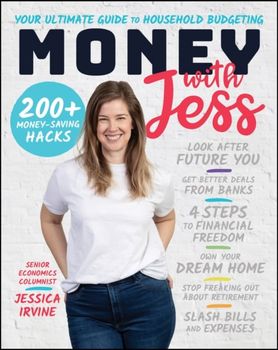 YOUR ULTIMATE GUIDE TO HOUSEHOLD BUDGETING
MONEY
with
Jess
200+
MONEY-SAVING
HACKS
LOOK AFTER
FUTURE YOU
GET BETTER DEALS
FROM BANKS
4 STEPS
TO FINANCIAL
FREEDOM
OWN YOUR
DREAM HOME
STOP FREAKING OUT
ABOUT RETIREMENT
SLASH BILLS
AND EXPENSES
SENIOR
ECONOMICS
COLUMNIST
JESSICA
IRVINE